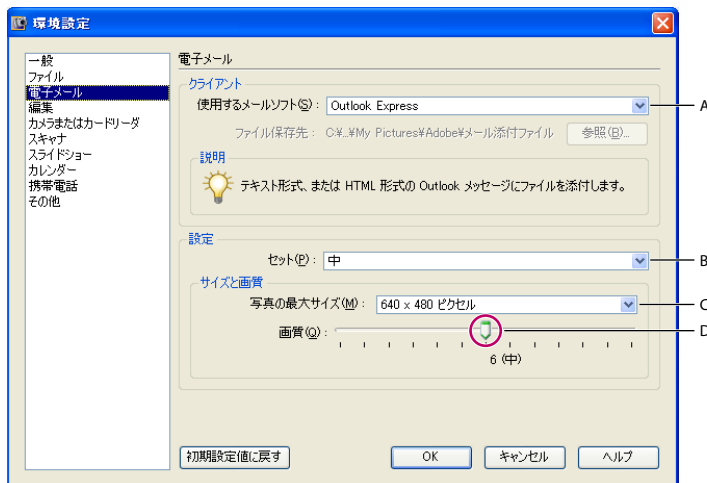 環境設定
一般
ファイル
電子メール
編集
カメラまたはカードリーダ
スキャナ
スライドショー
カレンダー
携帯電話
その他
電子メール
クライアント
使用するメールソフト(S): Outlook Express
A
ファイル保存先: C¥...¥My Pictures¥Adobe¥メール添付ファイル 参照(B)...
説明
テキスト形式、または HTML 形式の Outlook メッセージにファイルを添付します。
設定
セット(P): 中
B
サイズと画質
写真の最大サイズ(M): 640 x 480 ピクセル
C
画質(Q):
D
6 (中)
初期設定値に戻す OK キャンセル ヘルプ